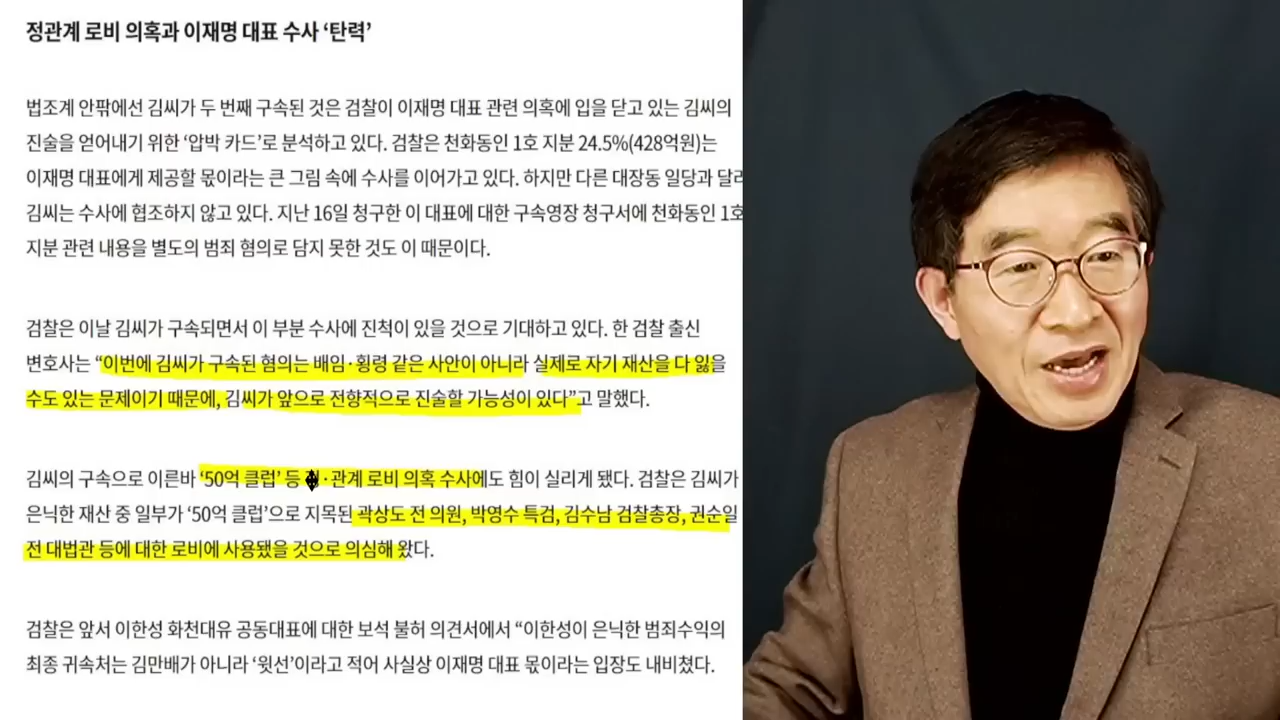 정관계 로비 의혹과 이재명 대표 수사 ‘탄력’
법조계 안팎에선 김씨가 두 번째 구속된 것은 검찰이 이재명 대표 관련 의혹에 입을 닫고 있는 김씨의
진술을 얻어내기 위한 ‘압박 카드’로 분석하고 있다. 검찰은 천화동인 1호 지분 24.5%(428억원)는
이재명 대표에게 제공할 몫이라는 큰 그림 속에 수사를 이어가고 있다. 하지만 다른 대장동 일당과 달리
김씨는 수사에 협조하지 않고 있다. 지난 16일 청구한 이 대표에 대한 구속영장 청구서에 천화동인 1호
지분 관련 내용을 별도의 범죄 혐의로 담지 못한 것도 이 때문이다.
검찰은 이날 김씨가 구속되면서 이 부분 수사에 진척이 있을 것으로 기대하고 있다. 한 검찰 출신
변호사는 “이번에 김씨가 구속된 혐의는 배임·횡령 같은 사안이 아니라 실제로 자기 재산을 다 잃을
수도 있는 문제이기 때문에, 김씨가 앞으로 전향적으로 진술할 가능성이 있다”고 말했다.
김씨의 구속으로 이른바 ‘50억 클럽’ 등 ·관계 로비 의혹 수사에도 힘이 실리게 됐다. 검찰은 김씨가
은닉한 재산 중 일부가 ‘50억 클럽’으로 지목된 곽상도 전 의원, 박영수 특검, 김수남 검찰총장, 권순일
전 대법관 등에 대한 로비에 사용됐을 것으로 의심해 왔다.
검찰은 앞서 이한성 화천대유 공동대표에 대한 보석 불허 의견서에서 “이한성이 은닉한 범죄수익의
최종 귀속처는 김만배가 아니라 ‘윗선’이라고 적어 사실상 이재명 대표 몫이라는 입장도 내비쳤다.